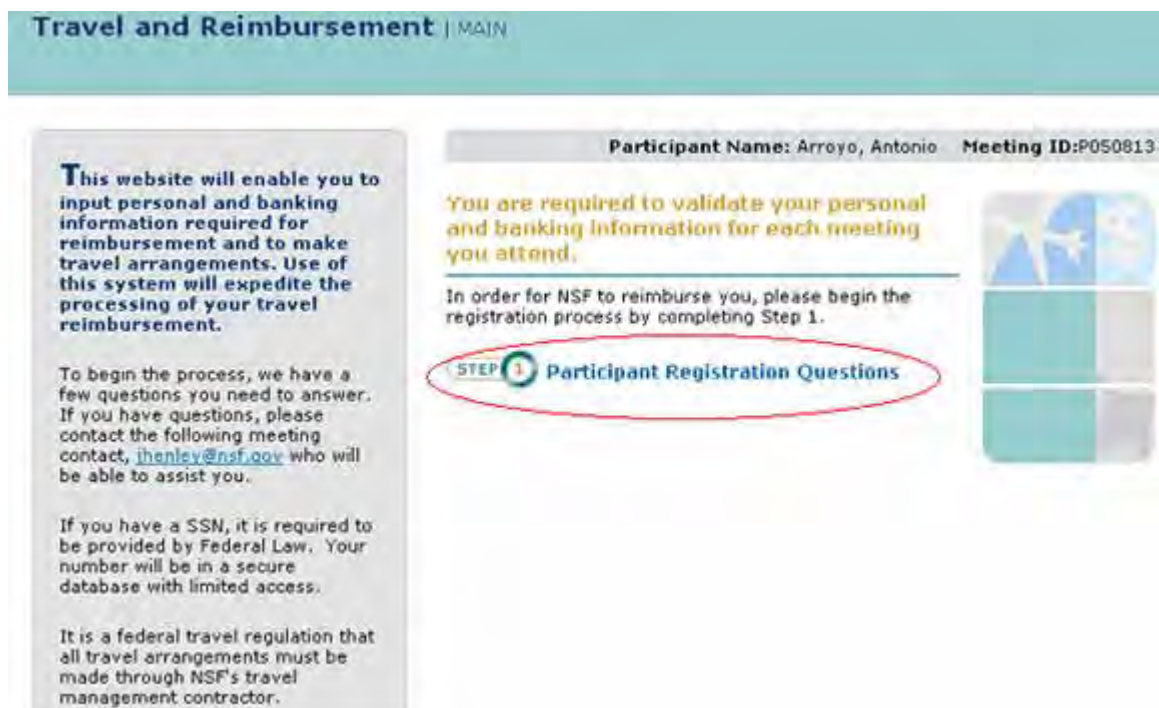 Travel and Reimbursement | MAIN
Participant Name: Arroyo, Antonio Meeting ID:P050813
This website will enable you to
input personal and banking
information required for
reimbursement and to make
travel arrangements. Use of
this system will expedite the
processing of your travel
reimbursement.
To begin the process, we have a
few questions you need to answer.
If you have questions, please
contact the following meeting
contact, jhenley@nsf.gov who will
be able to assist you.
If you have a SSN, it is required to
be provided by Federal Law. Your
number will be in a secure
database with limited access.
It is a federal travel regulation that
all travel arrangements must be
made through NSF's travel
management contractor.
You are required to validate your personal
and banking information for each meeting
you attend.
In order for NSF to reimburse you, please begin the
registration process by completing Step 1.
STEP 1 Participant Registration Questions